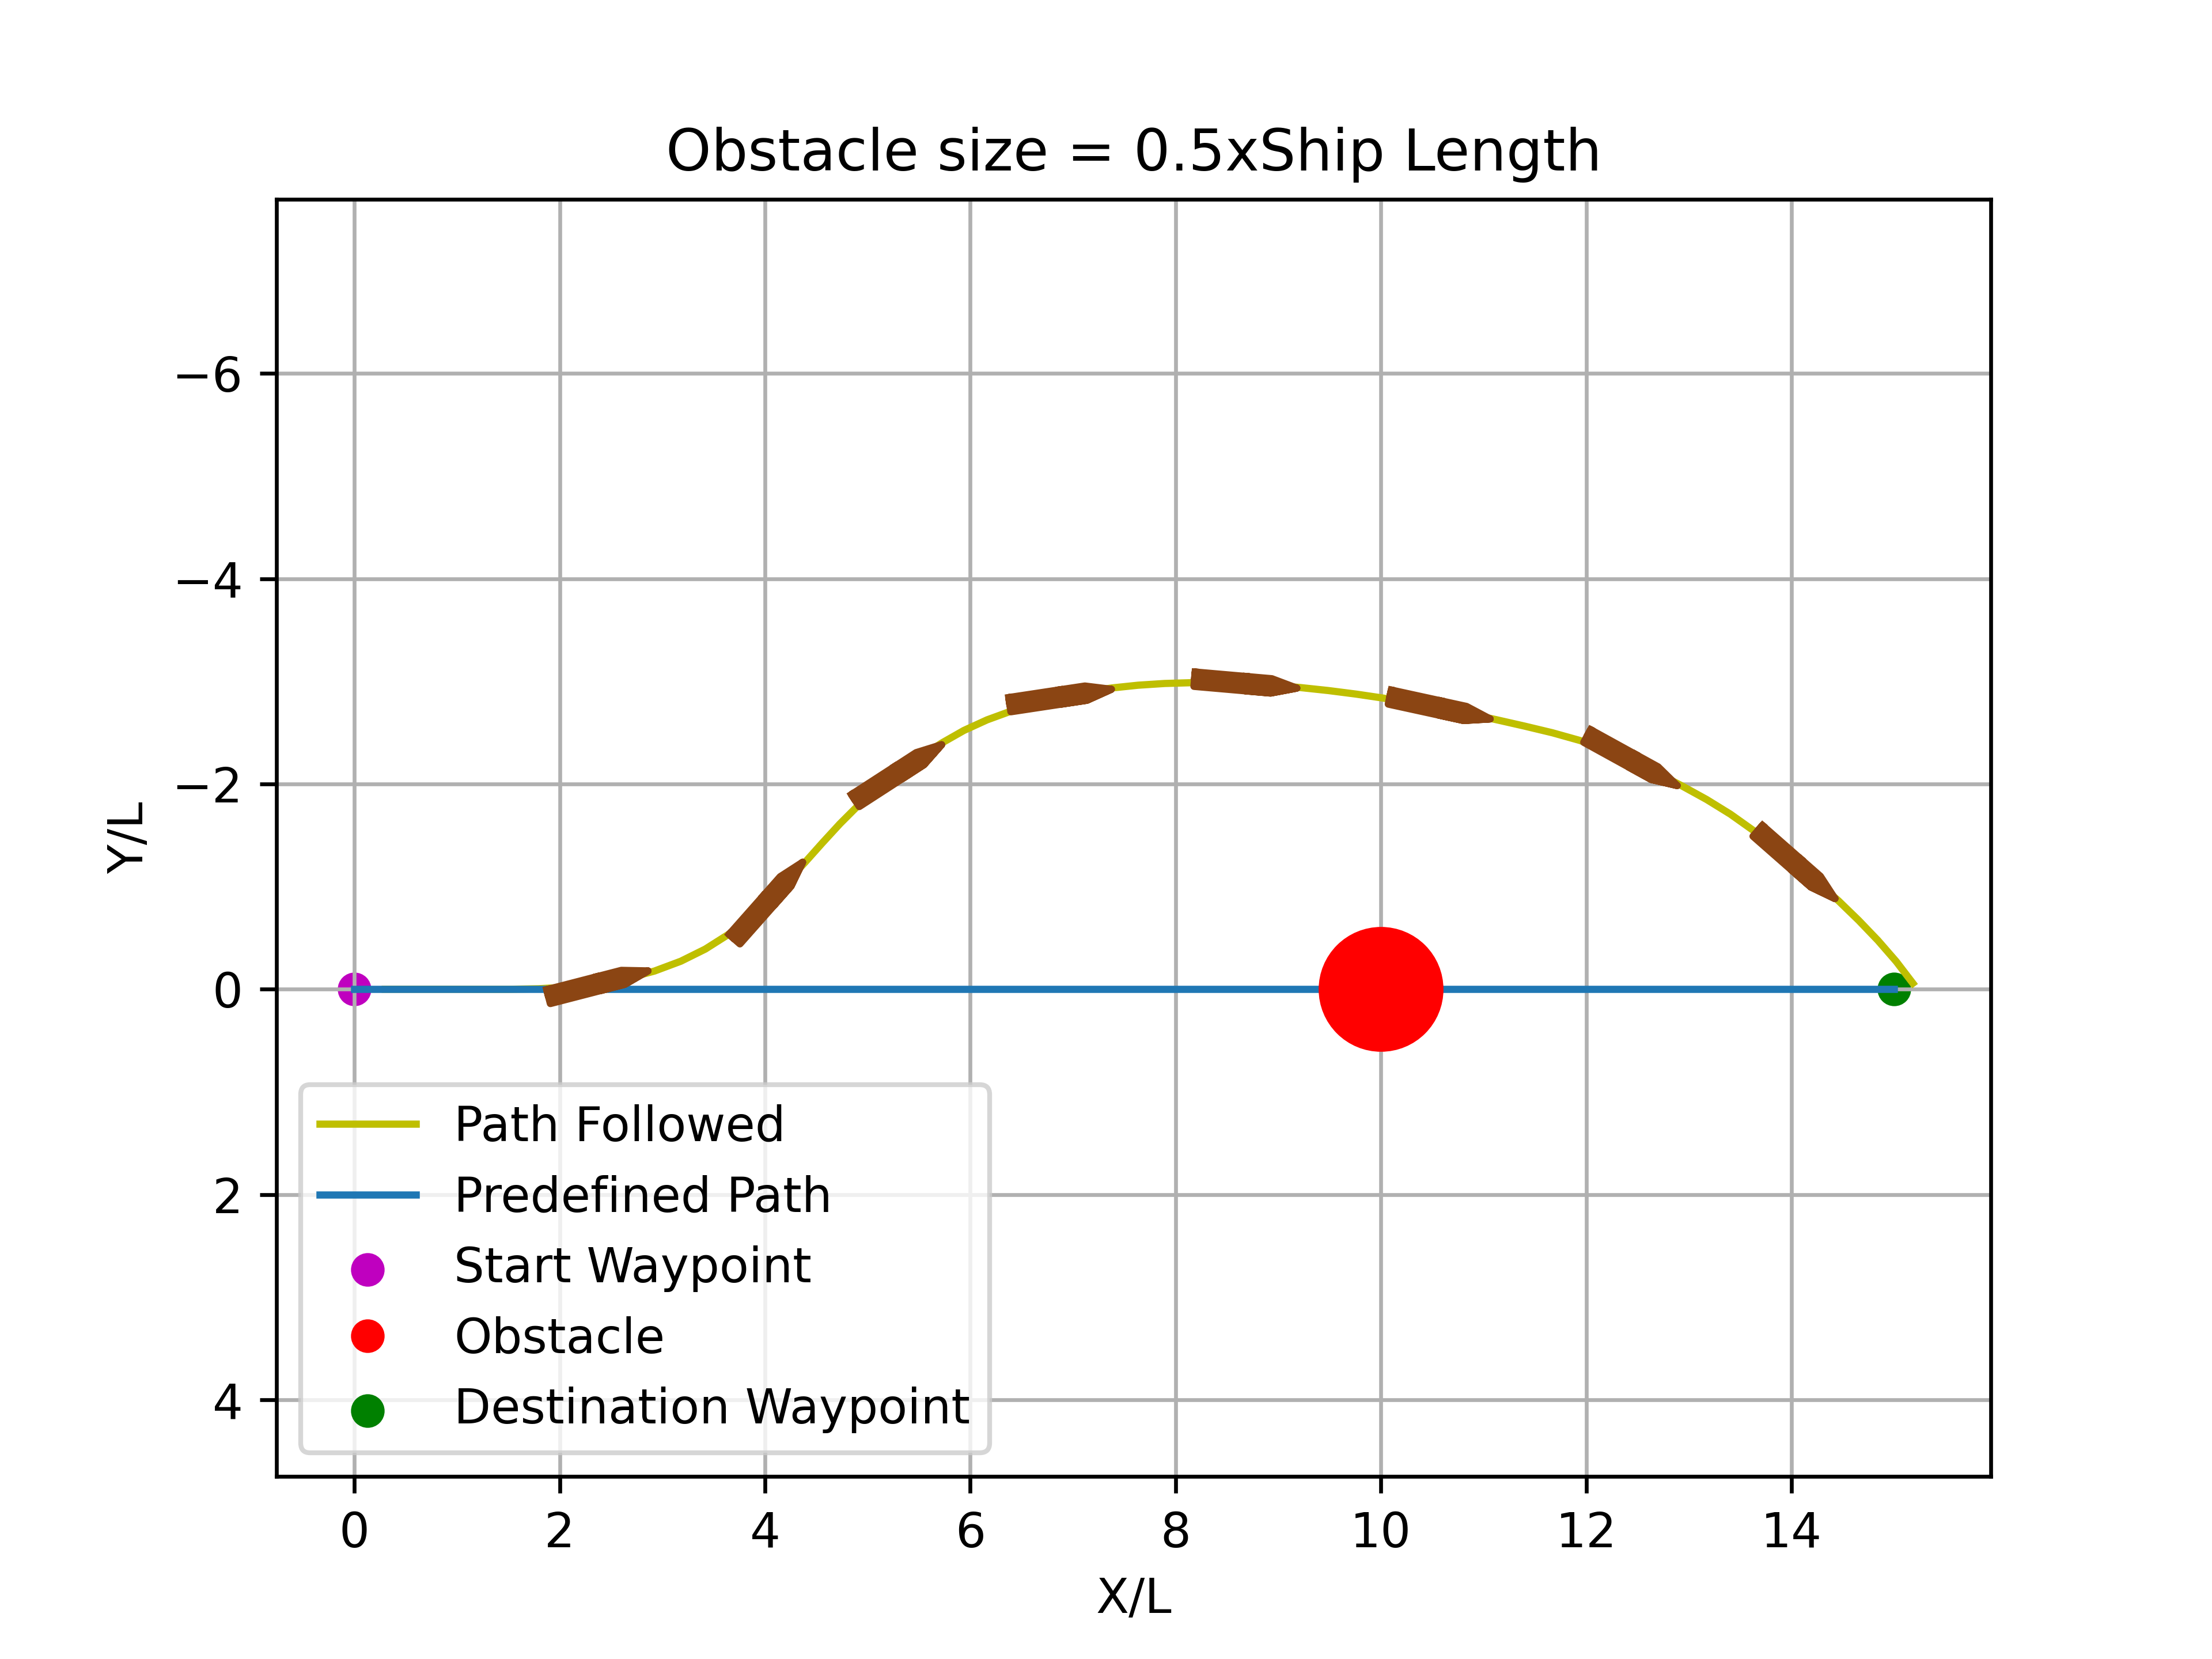 Obstacle size = 0.5xShip Length
−6
−4
−2
0
2
4
Y/L
Path Followed
Predefined Path
Start Waypoint
Obstacle
Destination Waypoint
0 2 4 6 8 10 12 14
X/L